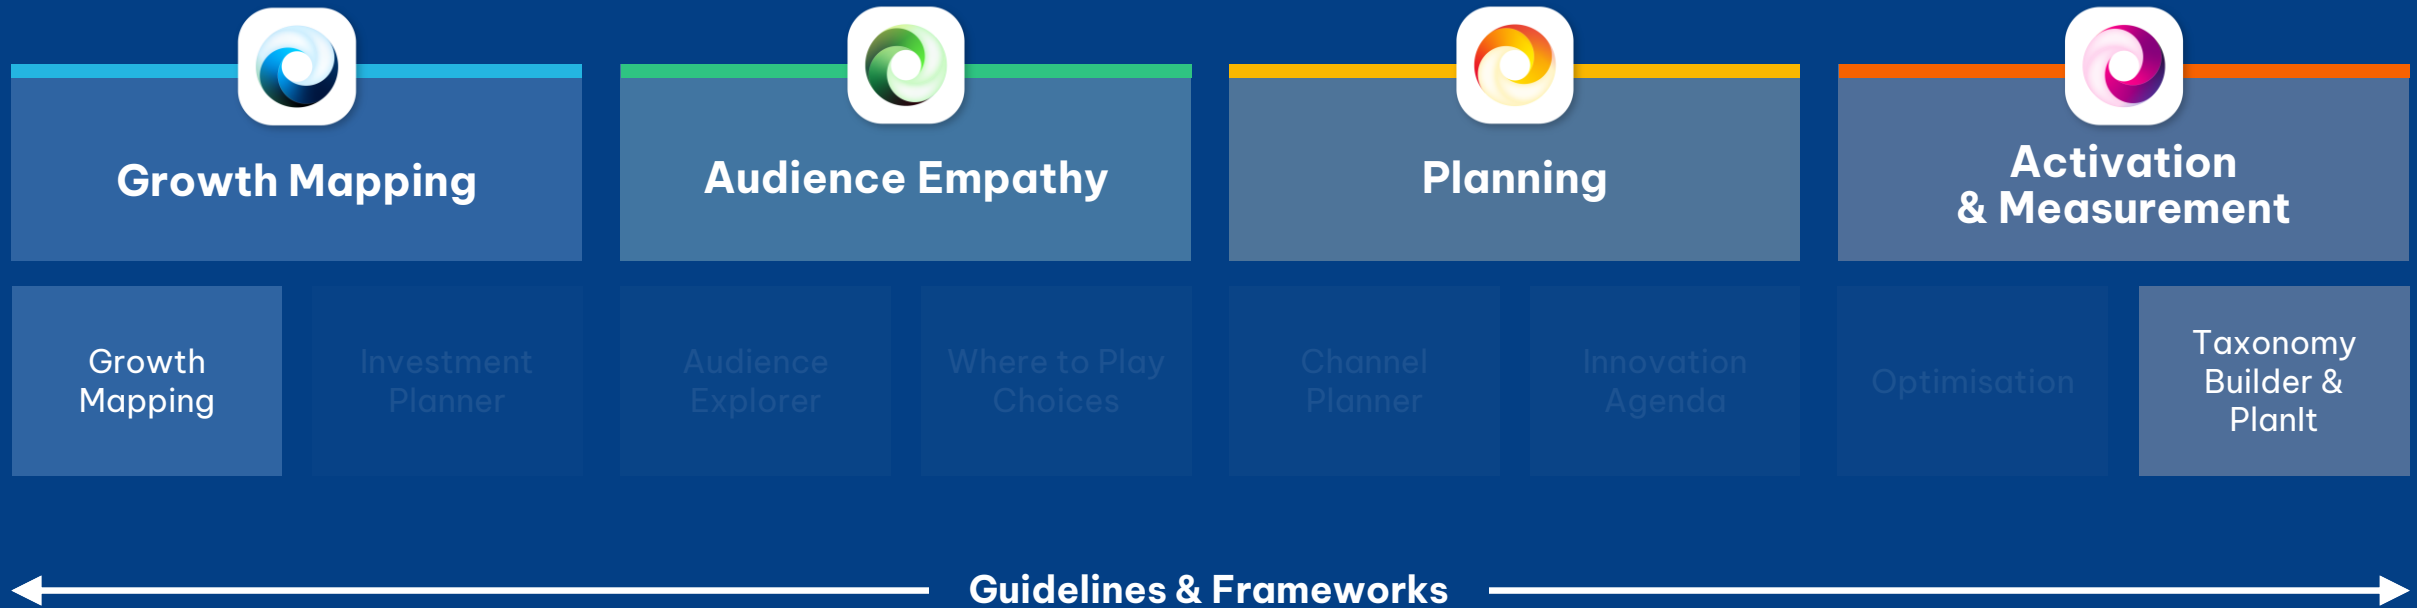 Growth Mapping
Audience Empathy
Planning
Activation
& Measurement
Growth
Mapping
Investment
Planner
Audience
Explorer
Where to Play
Choices
Channel
Planner
Innovation
Agenda
Optimisation
Taxonomy
Builder &
PlanIt
Guidelines & Frameworks